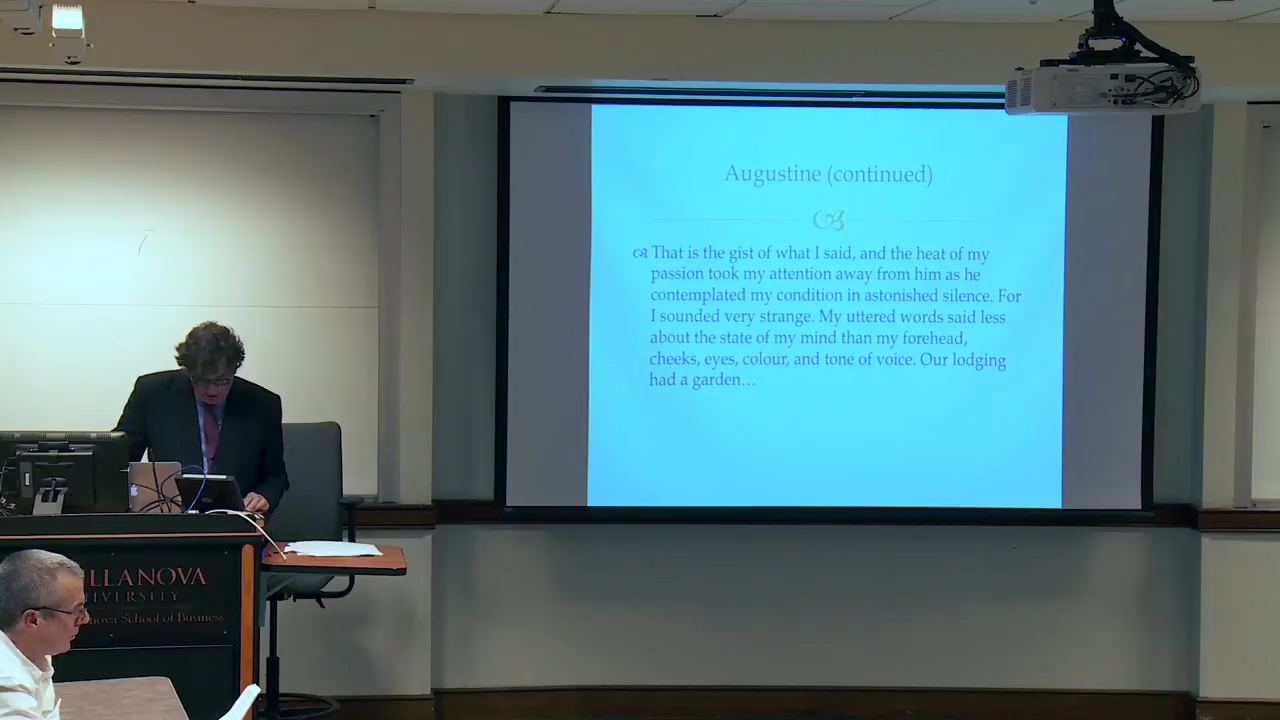 Augustine (continued)
That is the gist of what I said, and the heat of my
passion took my attention away from him as he
contemplated my condition in astonished silence. For
I sounded very strange. My uttered words said less
about the state of my mind than my forehead,
cheeks, eyes, colour, and tone of voice. Our lodging
had a garden…
LLANOVA
IVERSITY
nova School of Business